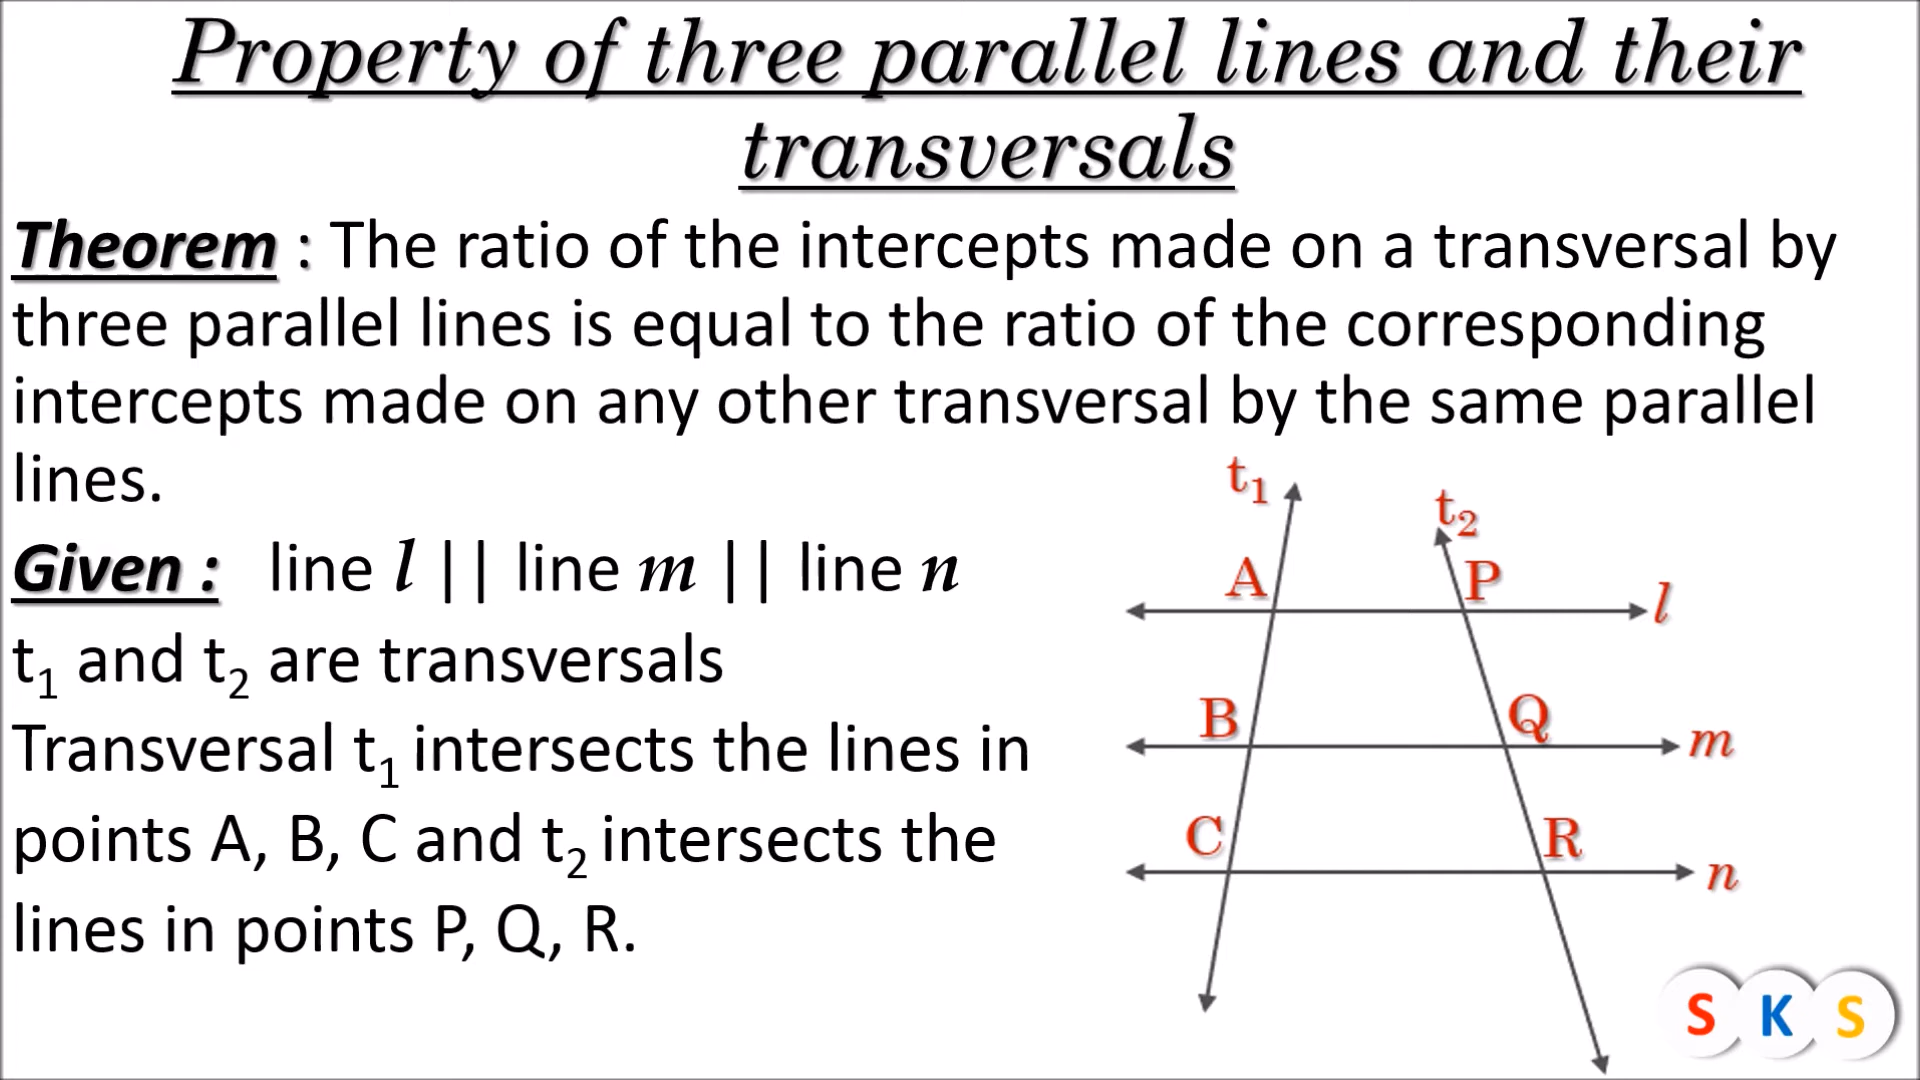 Property of three parallel lines and their
transversals
Theorem : The ratio of the intercepts made on a transversal by
three parallel lines is equal to the ratio of the corresponding
intercepts made on any other transversal by the same parallel
lines.
Given : line l || line m || line n
t₁ and t₂ are transversals
Transversal t₁ intersects the lines in
points A, B, C and t₂ intersects the
lines in points P, Q, R.
t₁
t₂
A P l
B Q m
C R n
S K S